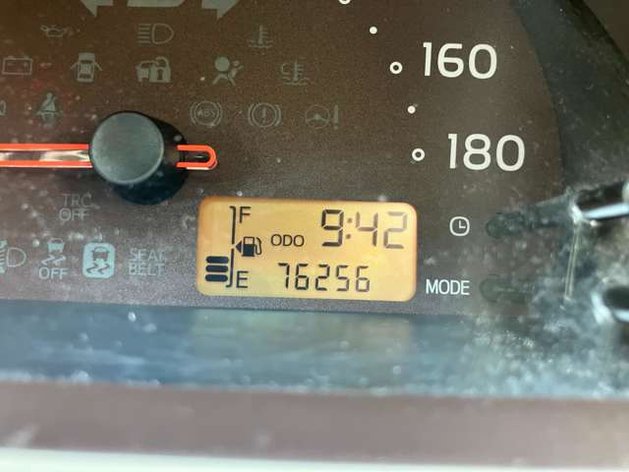 160
180
TRC
OFF
F
9:42
ODO
OFF
SEAT
BELT
E
76256
MODE